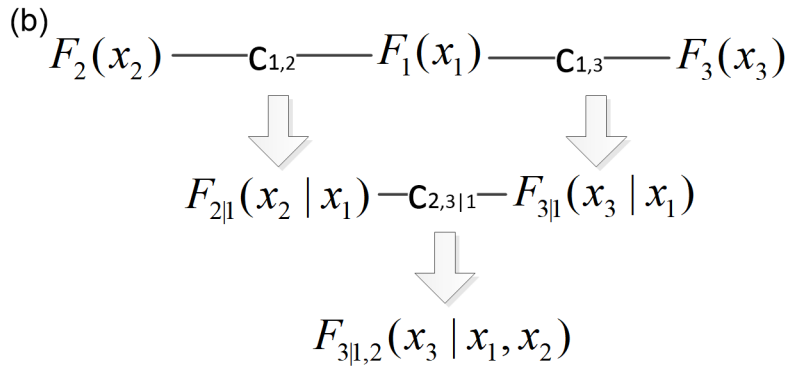 (b)
F₂(x₂) — C₁,₂ — F₁(x₁) — C₁,₃ — F₃(x₃)
F₂|₁(x₂ | x₁) — C₂,₃|₁ — F₃|₁(x₃ | x₁)
F₃|₁,₂(x₃ | x₁, x₂)